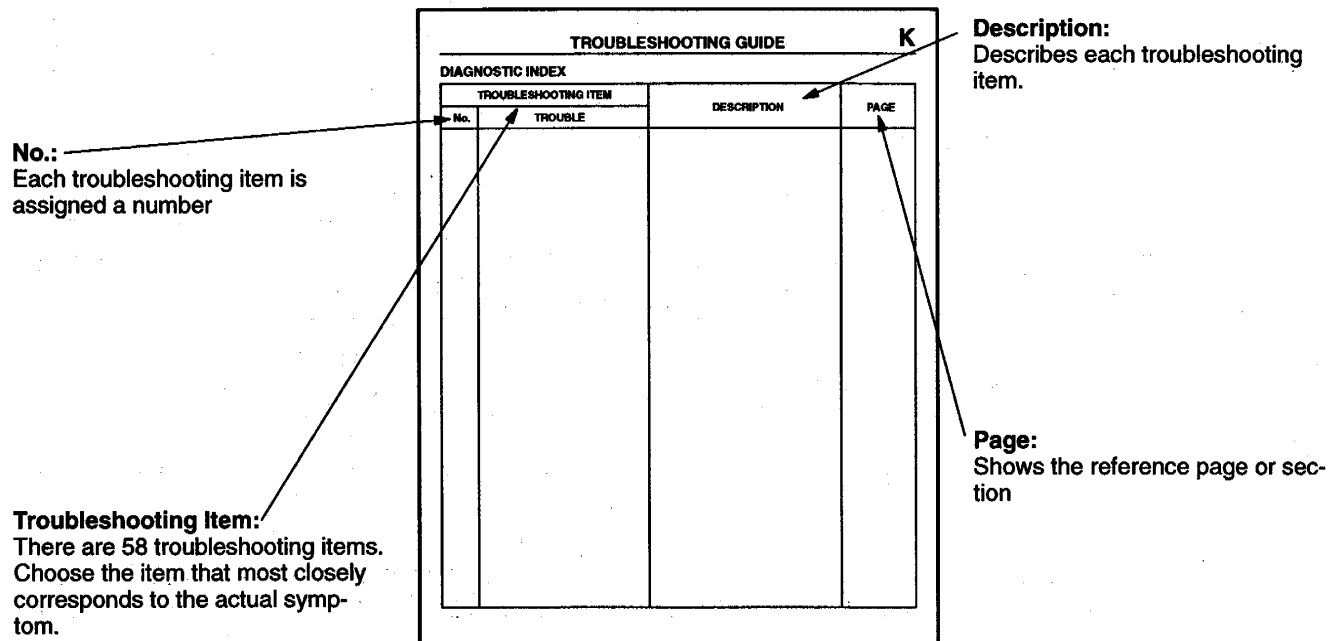 TROUBLESHOOTING GUIDE
K
DIAGNOSTIC INDEX
TROUBLESHOOTING ITEM
DESCRIPTION
PAGE
No.
TROUBLE
Description:
Describes each troubleshooting
item.
No.:
Each troubleshooting item is
assigned a number
Page:
Shows the reference page or sec-
tion
Troubleshooting Item:
There are 58 troubleshooting items.
Choose the item that most closely
corresponds to the actual symp-
tom.